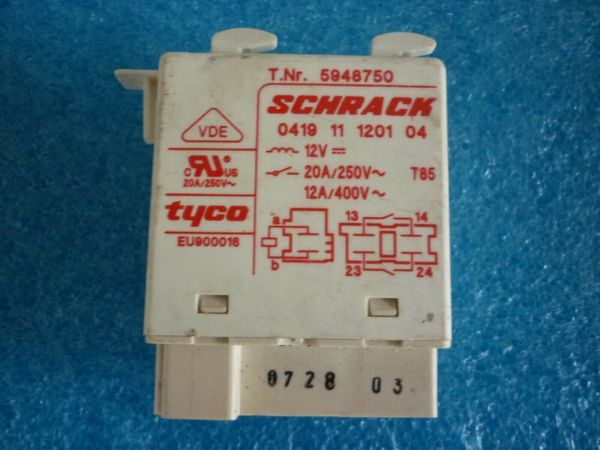 T.Nr. 5948750
SCHRACK
VDE
0419 11 1201 04
12V
C RU US
20A/250V~
20A/250V~ T85
12A/400V~
tyco
EU900016
a
b
13 14
23 24
0728 03